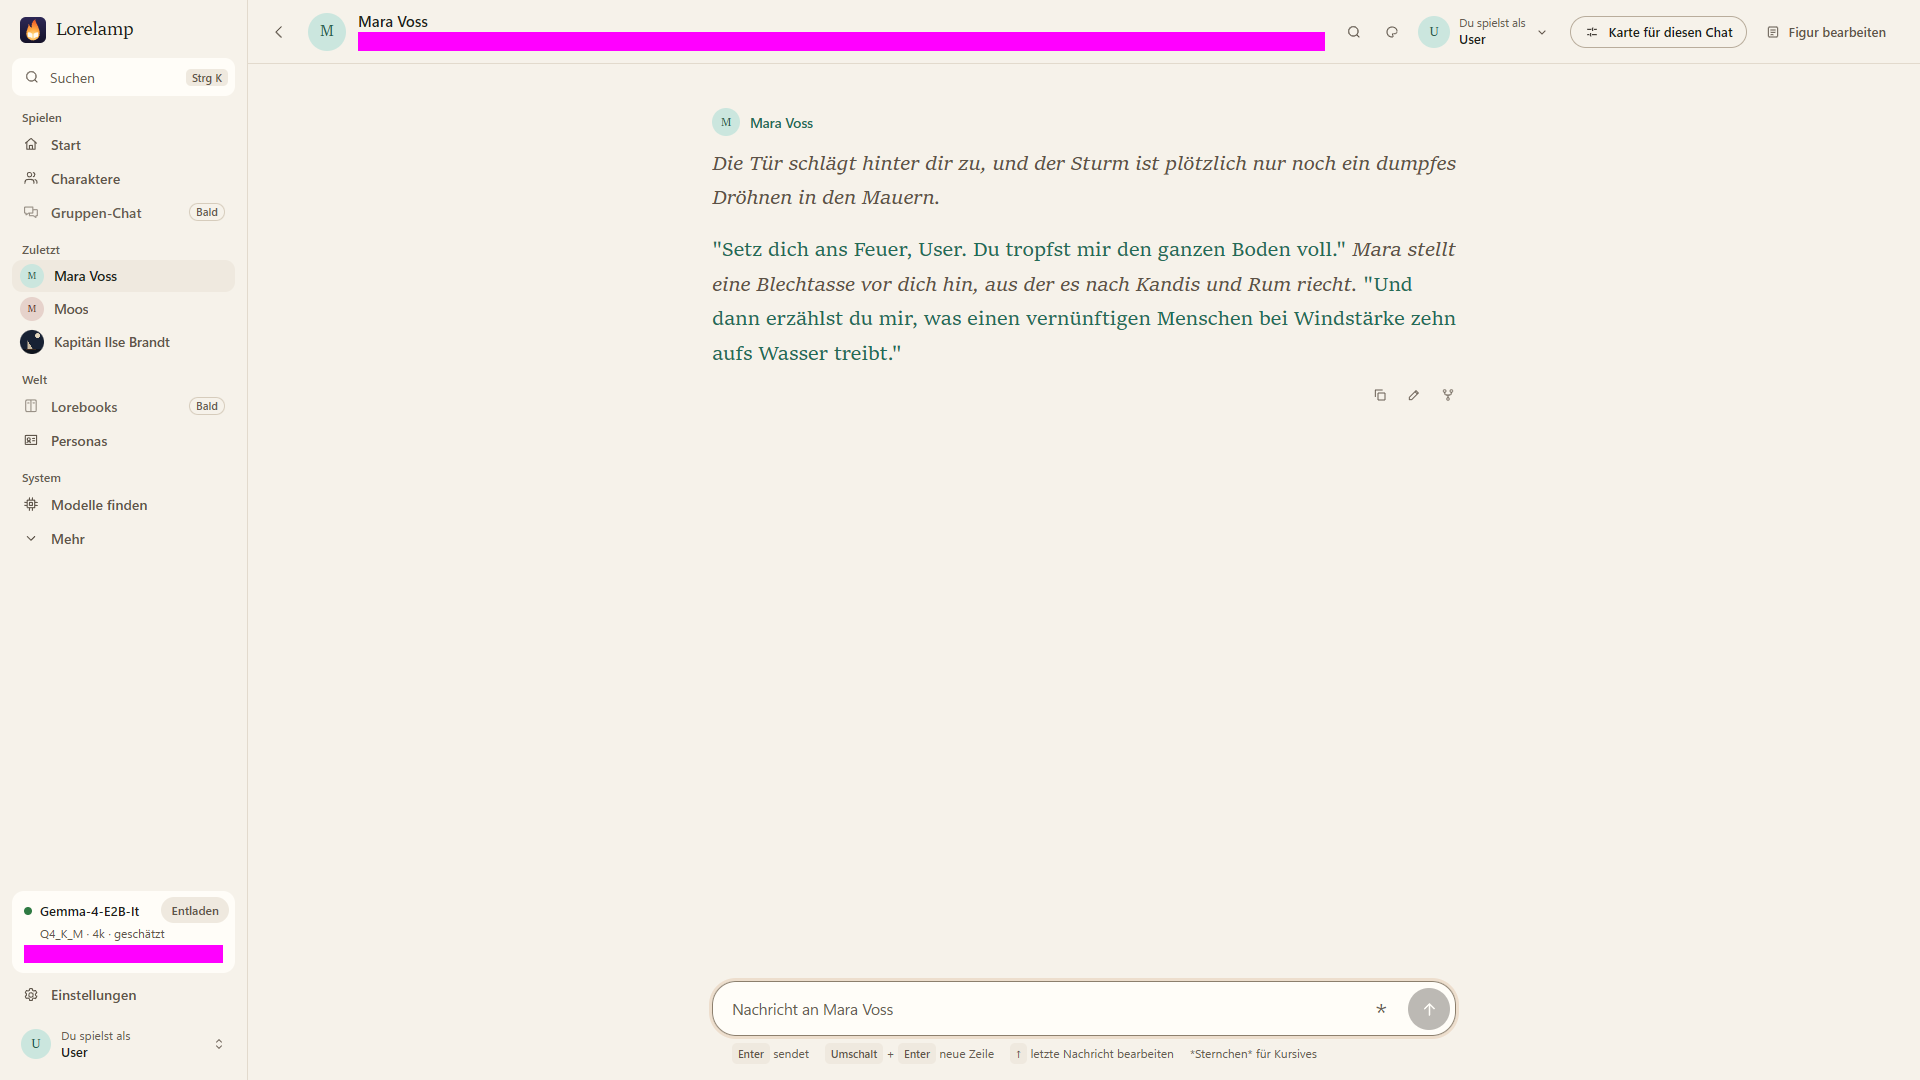 Lorelamp
Suchen
Strg K
Spielen
Start
Charaktere
Gruppen-Chat
Bald
Zuletzt
M
Mara Voss
M
Moos
Kapitän Ilse Brandt
Welt
Lorebooks
Bald
Personas
System
Modelle finden
Mehr
Gemma-4-E2B-It
Entladen
Q4_K_M · 4k · geschätzt
Einstellungen
U
Du spielst als
User
M
Mara Voss
U
Du spielst als
User
Karte für diesen Chat
Figur bearbeiten
M
Mara Voss
Die Tür schlägt hinter dir zu, und der Sturm ist plötzlich nur noch ein dumpfes
Dröhnen in den Mauern.
"Setz dich ans Feuer, User. Du tropfst mir den ganzen Boden voll." Mara stellt
eine Blechtasse vor dich hin, aus der es nach Kandis und Rum riecht. "Und
dann erzählst du mir, was einen vernünftigen Menschen bei Windstärke zehn
aufs Wasser treibt."
Nachricht an Mara Voss
*
Enter sendet Umschalt + Enter neue Zeile ↑ letzte Nachricht bearbeiten *Sternchen* für Kursives